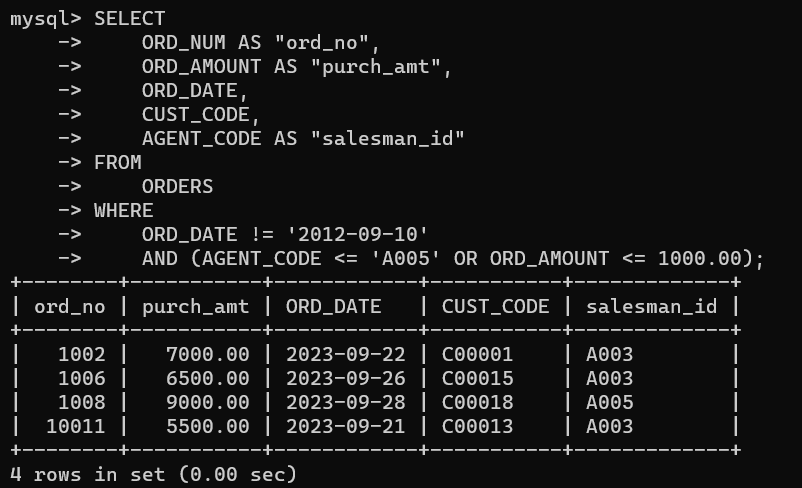 mysql> SELECT
    ->     ORD_NUM AS "ord_no",
    ->     ORD_AMOUNT AS "purch_amt",
    ->     ORD_DATE,
    ->     CUST_CODE,
    ->     AGENT_CODE AS "salesman_id"
    -> FROM
    ->     ORDERS
    -> WHERE
    ->     ORD_DATE != '2012-09-10'
    ->     AND (AGENT_CODE <= 'A005' OR ORD_AMOUNT <= 1000.00);
+--------+-----------+------------+-----------+-------------+
| ord_no | purch_amt | ORD_DATE   | CUST_CODE | salesman_id |
+--------+-----------+------------+-----------+-------------+
|   1002 |   7000.00 | 2023-09-22 | C00001    | A003        |
|   1006 |   6500.00 | 2023-09-26 | C00015    | A003        |
|   1008 |   9000.00 | 2023-09-28 | C00018    | A005        |
|  10011 |   5500.00 | 2023-09-21 | C00013    | A003        |
+--------+-----------+------------+-----------+-------------+
4 rows in set (0.00 sec)